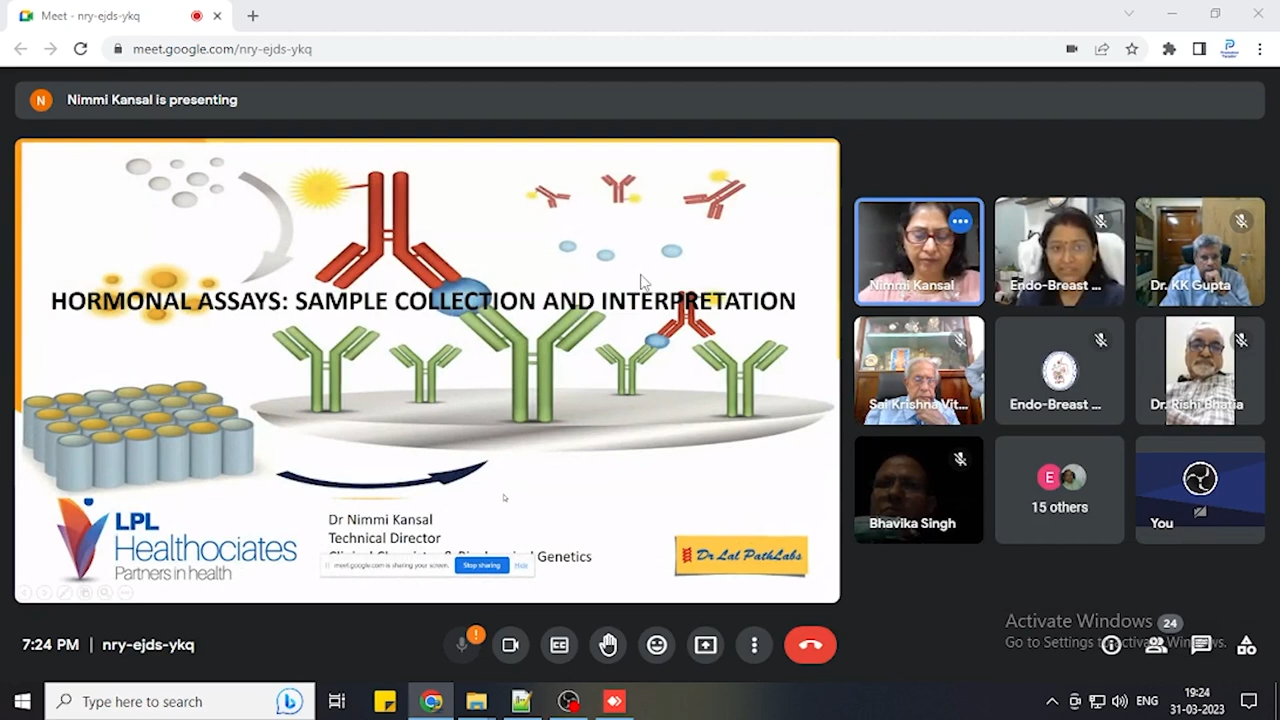 Meet - nry-ejds-ykq
meet.google.com/nry-ejds-ykq
N
Nimmi Kansal is presenting
HORMONAL ASSAYS: SAMPLE COLLECTION AND INTERPRETATION
LPL
Healthociates
Partners in health
Dr Nimmi Kansal
Technical Director
Genetics
meet.google.com is sharing your screen.
Stop sharing
Hide
Dr Lal PathLabs
Nimmi Kansal
Endo-Breast ...
Dr. KK Gupta
Sai Krishna Vit...
Endo-Breast ...
Dr. Rishi Bhatia
Bhavika Singh
E
15 others
You
Activate Windows
24
Go to Settings to activate Windows.
7:24 PM | nry-ejds-ykq
Type here to search
ENG
19:24
31-03-2023